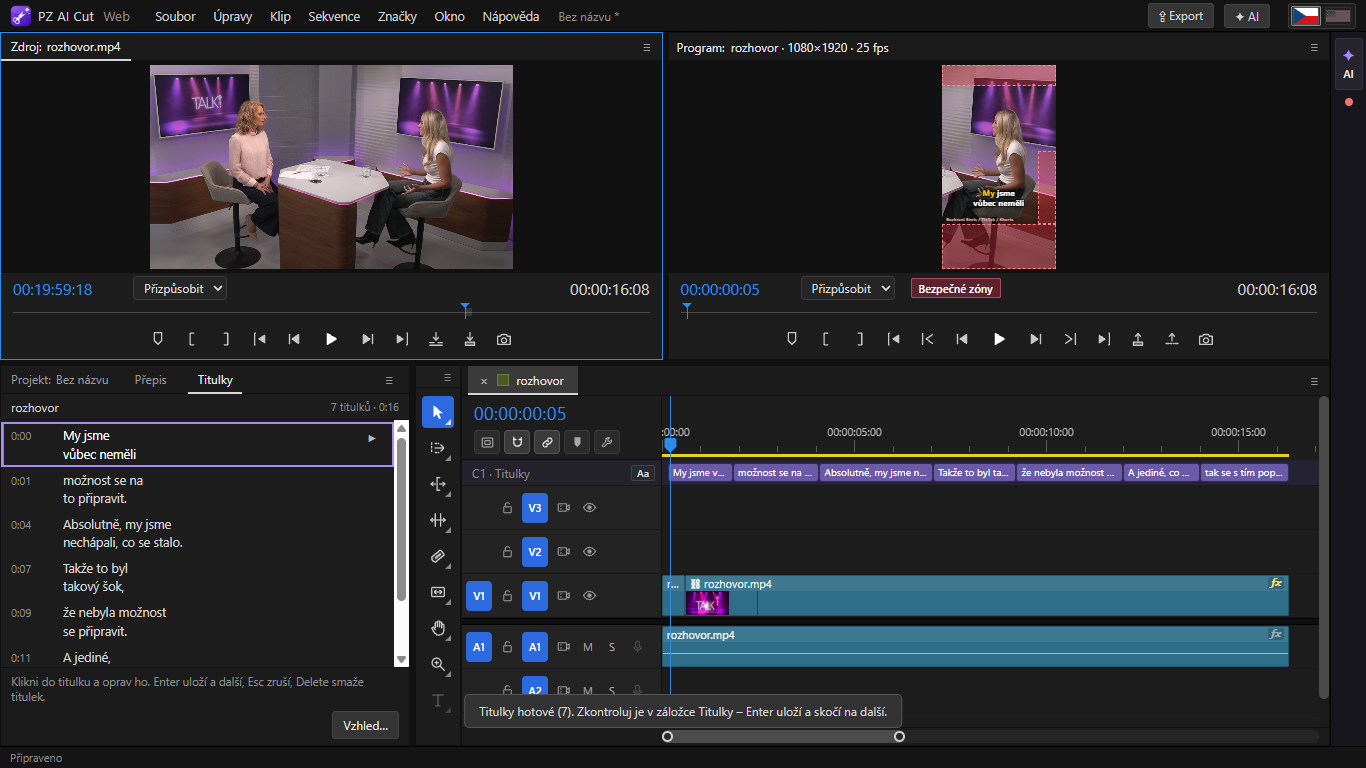 PZ AI Cut Web Soubor Úpravy Klip Sekvence Značky Okno Nápověda Bez názvu * Export AI
Zdroj: rozhovor.mp4
TALK!
00:19:59:18 Přizpůsobit 00:00:16:08
Program: rozhovor · 1080×1920 · 25 fps
My jsme
vůbec neměli
00:00:00:05 Přizpůsobit Bezpečné zóny 00:00:16:08
AI
Projekt: Bez názvu Přepis Titulky
rozhovor 7 titulků · 0:16
0:00 My jsme
vůbec neměli
0:01 možnost se na
to připravit.
0:04 Absolutně, my jsme
nechápali, co se stalo.
0:07 Takže to byl
takový šok,
0:09 že nebyla možnost
se připravit.
0:11 A jediné,
Klikni do titulku a oprav ho. Enter uloží a další, Esc zruší, Delete smaže
titulek.
Vzhled...
T
× rozhovor
00:00:00:05
:00:00 00:00:05:00 00:00:10:00 00:00:15:00
C1 · Titulky Aa My jsme v... možnost se na ... Absolutně, my jsme n... Takže to byl ta... že nebyla možnost ... A jediné, co ... tak se s tím pop...
V3
V2
V1 V1 r... rozhovor.mp4 fx
TALK!
A1 A1 M S rozhovor.mp4 fx
A2 M S
Titulky hotové (7). Zkontroluj je v záložce Titulky – Enter uloží a skočí na další.
Připraveno